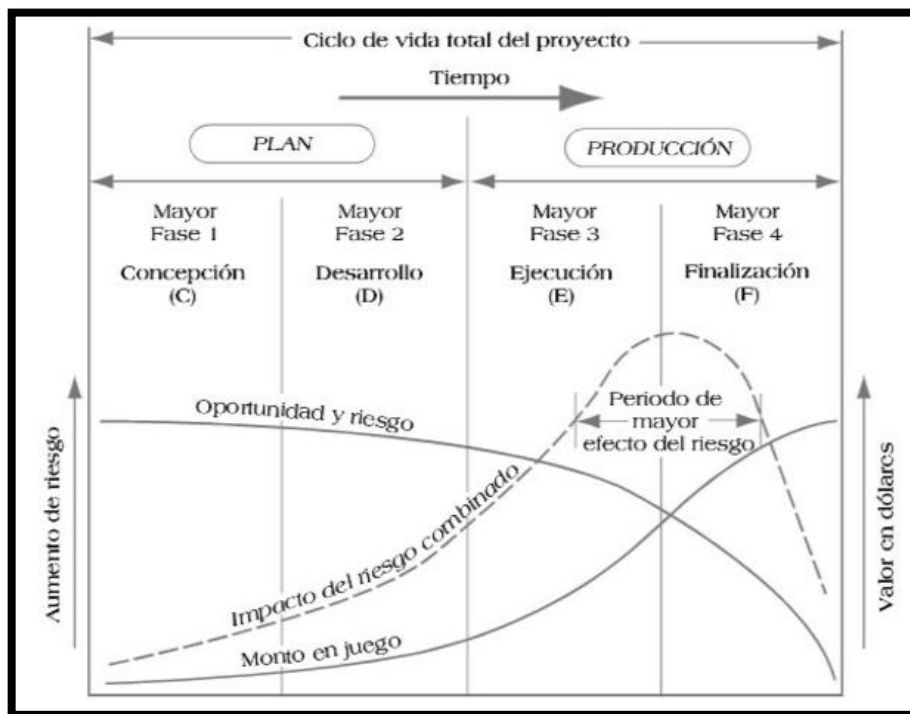 Ciclo de vida total del proyecto
Tiempo
PLAN
PRODUCCIÓN
Mayor
Fase 1
Mayor
Fase 2
Mayor
Fase 3
Mayor
Fase 4
Concepción
(C)
Desarrollo
(D)
Ejecución
(E)
Finalización
(F)
Aumento de riesgo
Oportunidad y riesgo
Impacto del riesgo combinado
Monto en juego
Periodo de
mayor
efecto del riesgo
Valor en dólares